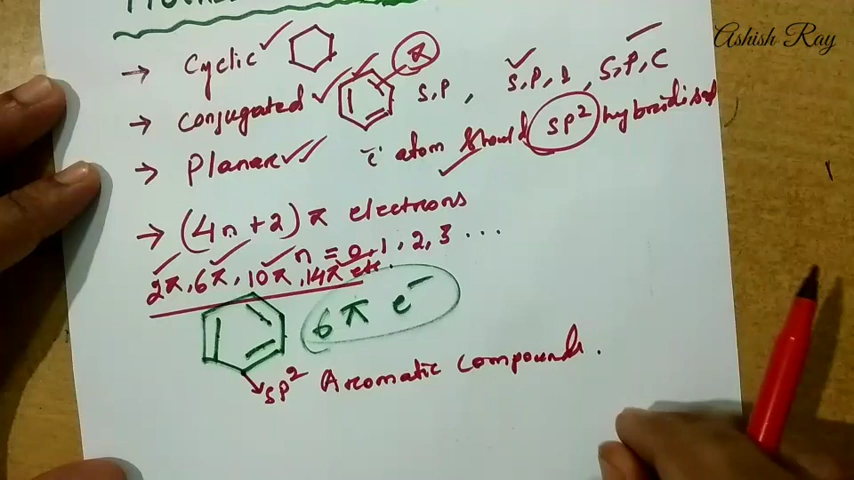 Ashish Ray
→ Cyclic ✓
→ Conjugated ✓✓ π S,P, S,P,d, S,P,C
→ Planar ✓✓ c̄ atom should sp² hybridised
→ (4n+2) π electrons
2π, 6π, 10π, 14π etc. n = 0, 1, 2, 3 ...
6π e⁻
sp² Aromatic Compounds.